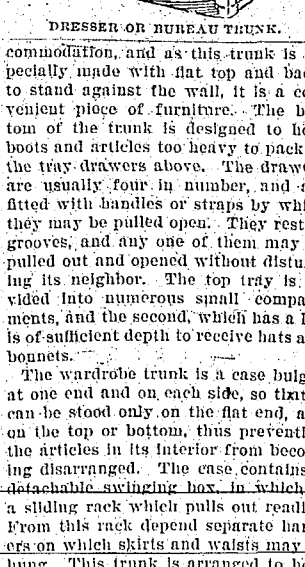 DRESSER OR BUREAU TRUNK.
commodation, and as this trunk is
pecially made with flat top and ba
to stand against the wall, it is a co
venient piece of furniture. The b
tom of the trunk is designed to ho
boots and articles too heavy to pack
the tray drawers above. The draw
are usually four in number, and
fitted with handles or straps by whi
they may be pulled open. They rest
grooves, and any one of them may
pulled out and opened without distu
ing its neighbor. The top tray is
vided into numerous small compa
ments, and the second, which has a l
is of sufficient depth to receive hats a
bonnets.
The wardrobe trunk is a case bulg
at one end and on each side, so that
can be stood only on the flat end, a
on the top or bottom, thus preventi
the articles in its interior from beco
ing disarranged. The case contains
detachable swinging box, in which
a sliding rack which pulls out readi
From this rack depend separate ha
ers on which skirts and waists may
hung. This trunk is arranged to h